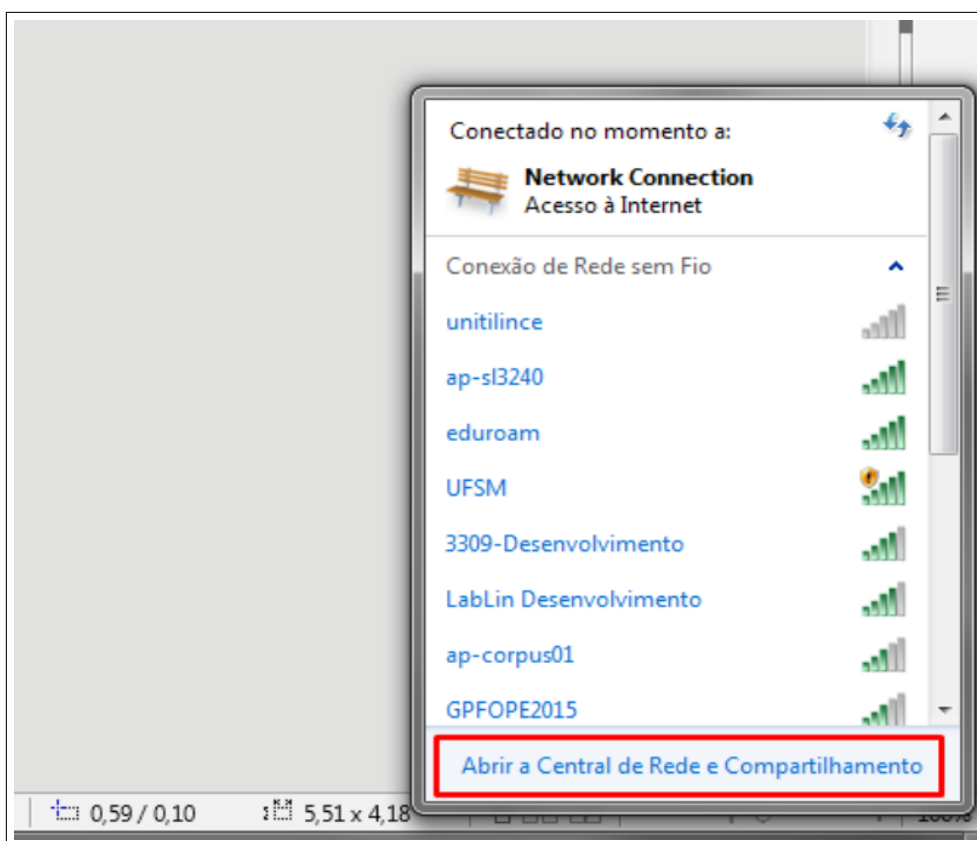 Conectado no momento a:
Network Connection
Acesso à Internet
Conexão de Rede sem Fio
unitilince
ap-sl3240
eduroam
UFSM
3309-Desenvolvimento
LabLin Desenvolvimento
ap-corpus01
GPFOPE2015
Abrir a Central de Rede e Compartilhamento
0,59 / 0,10 5,51 x 4,18